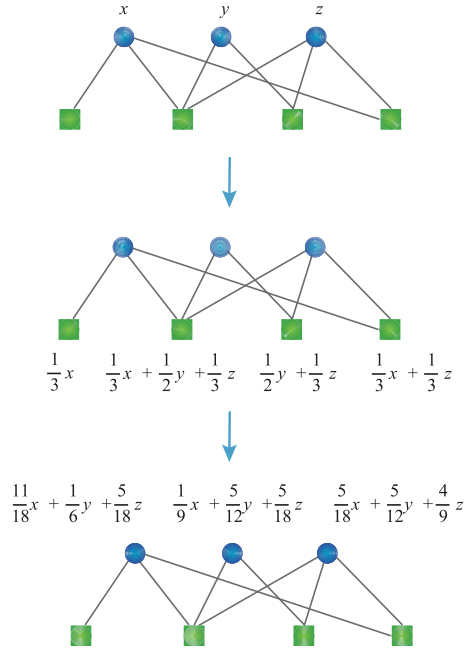 x y z
1/3 x 1/3 x + 1/2 y + 1/3 z 1/2 y + 1/3 z 1/3 x + 1/3 z
11/18 x + 1/6 y + 5/18 z 1/9 x + 5/12 y + 5/18 z 5/18 x + 5/12 y + 4/9 z